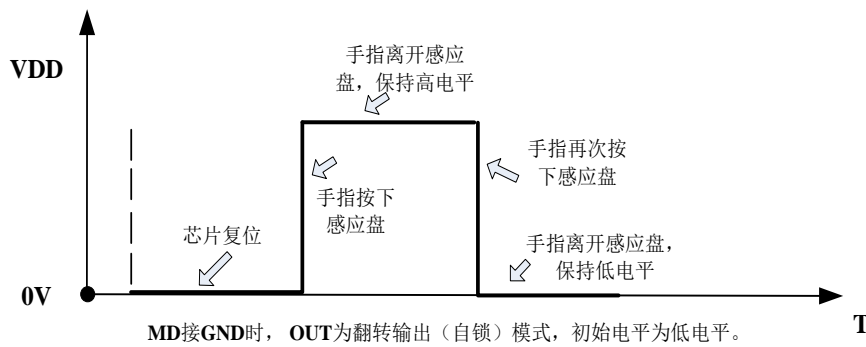 VDD
手指离开感应
盘，保持高电平
手指再次按
下感应盘
手指按下
感应盘
芯片复位
手指离开感应盘，
保持低电平
0V
T
MD接GND时， OUT为翻转输出（自锁）模式，初始电平为低电平。